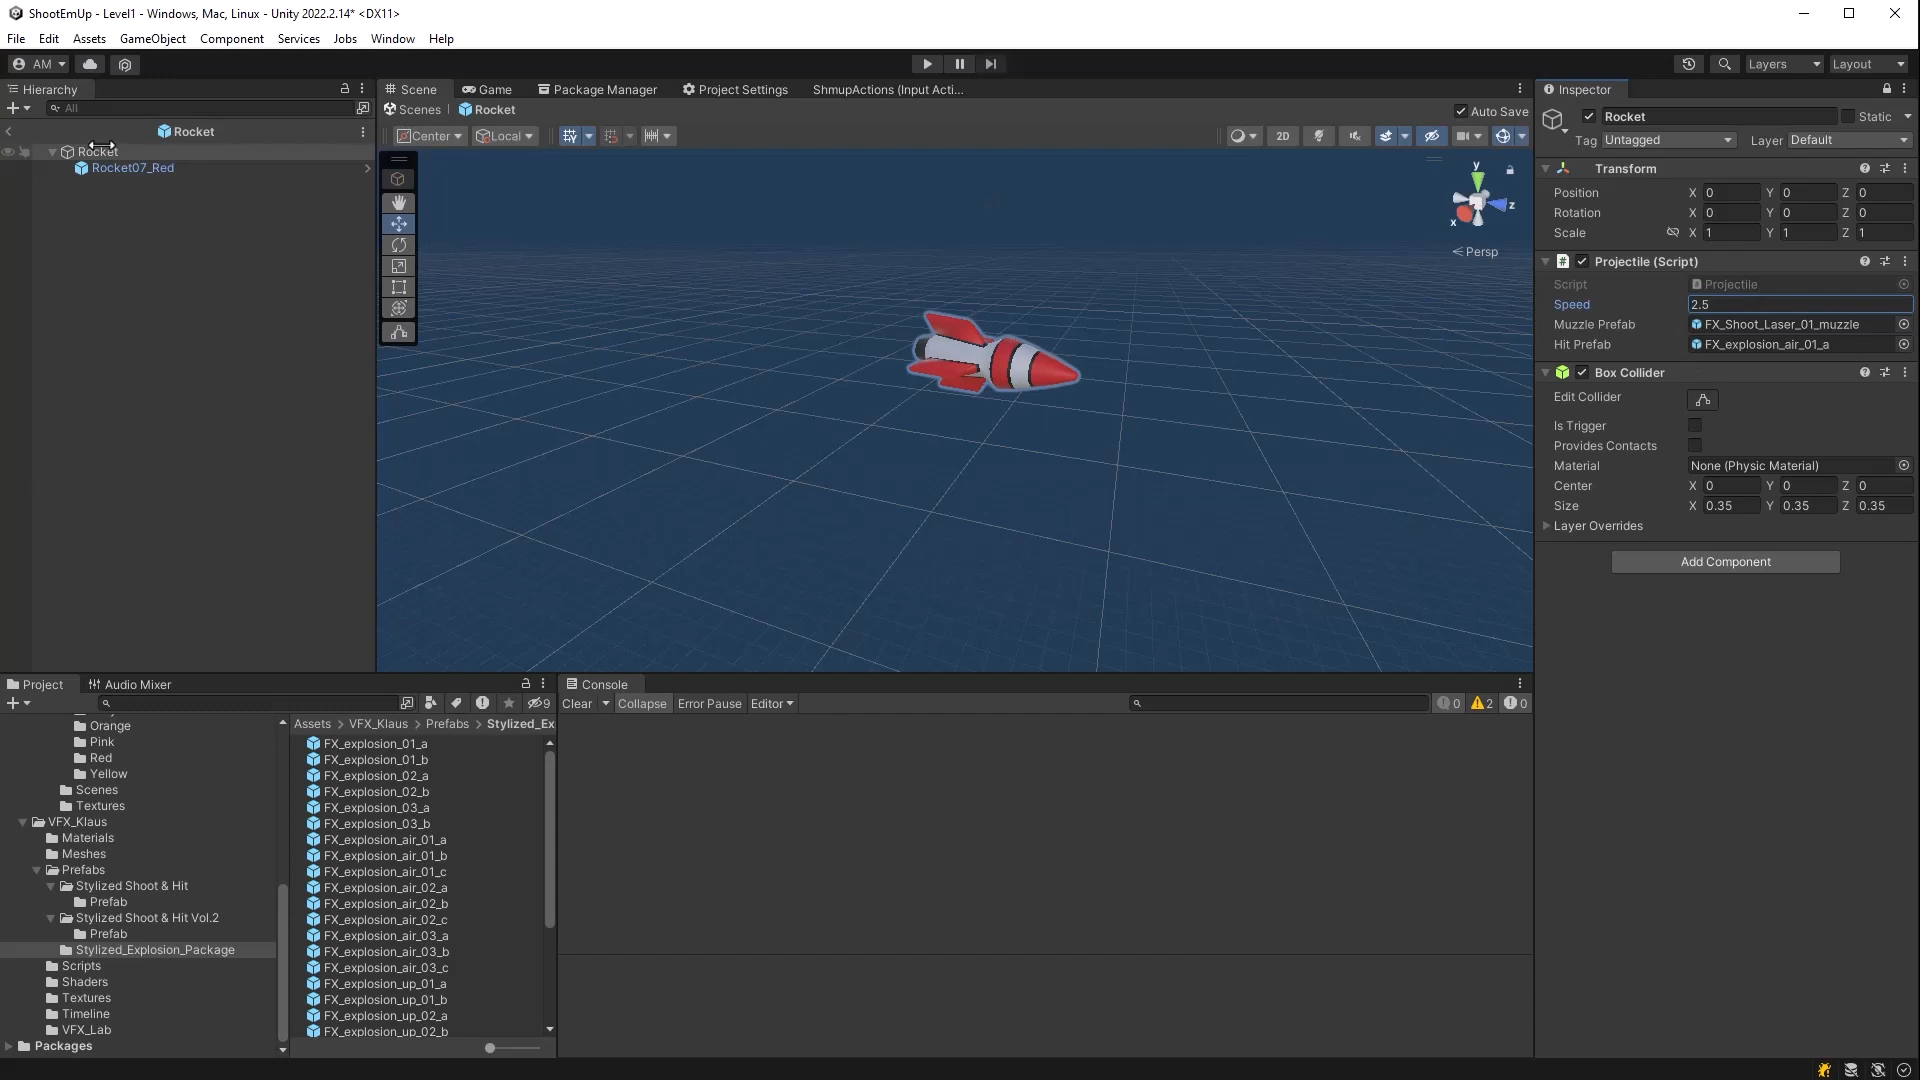 ShootEmUp - Level1 - Windows, Mac, Linux - Unity 2022.2.14* <DX11>
File Edit Assets GameObject Component Services Jobs Window Help
AM
Layers Layout
Hierarchy
All
Rocket
Rocket
Rocket07_Red
Scene Game Package Manager Project Settings ShmupActions (Input Acti...
Scenes Rocket
Auto Save
Center Local
2D
y
z
x
< Persp
Inspector
Rocket Static
Tag Untagged Layer Default
Transform
Position X 0 Y 0 Z 0
Rotation X 0 Y 0 Z 0
Scale X 1 Y 1 Z 1
# Projectile (Script)
Script Projectile
Speed 2.5
Muzzle Prefab FX_Shoot_Laser_01_muzzle
Hit Prefab FX_explosion_air_01_a
Box Collider
Edit Collider
Is Trigger
Provides Contacts
Material None (Physic Material)
Center X 0 Y 0 Z 0
Size X 0.35 Y 0.35 Z 0.35
Layer Overrides
Add Component
Project Audio Mixer
9
Orange
Pink
Red
Yellow
Scenes
Textures
VFX_Klaus
Materials
Meshes
Prefabs
Stylized Shoot & Hit
Prefab
Stylized Shoot & Hit Vol.2
Prefab
Stylized_Explosion_Package
Scripts
Shaders
Textures
Timeline
VFX_Lab
Packages
Assets > VFX_Klaus > Prefabs > Stylized_Ex
FX_explosion_01_a
FX_explosion_01_b
FX_explosion_02_a
FX_explosion_02_b
FX_explosion_03_a
FX_explosion_03_b
FX_explosion_air_01_a
FX_explosion_air_01_b
FX_explosion_air_01_c
FX_explosion_air_02_a
FX_explosion_air_02_b
FX_explosion_air_02_c
FX_explosion_air_03_a
FX_explosion_air_03_b
FX_explosion_air_03_c
FX_explosion_up_01_a
FX_explosion_up_01_b
FX_explosion_up_02_a
FX_explosion_up_02_b
Console
Clear Collapse Error Pause Editor
0 2 0